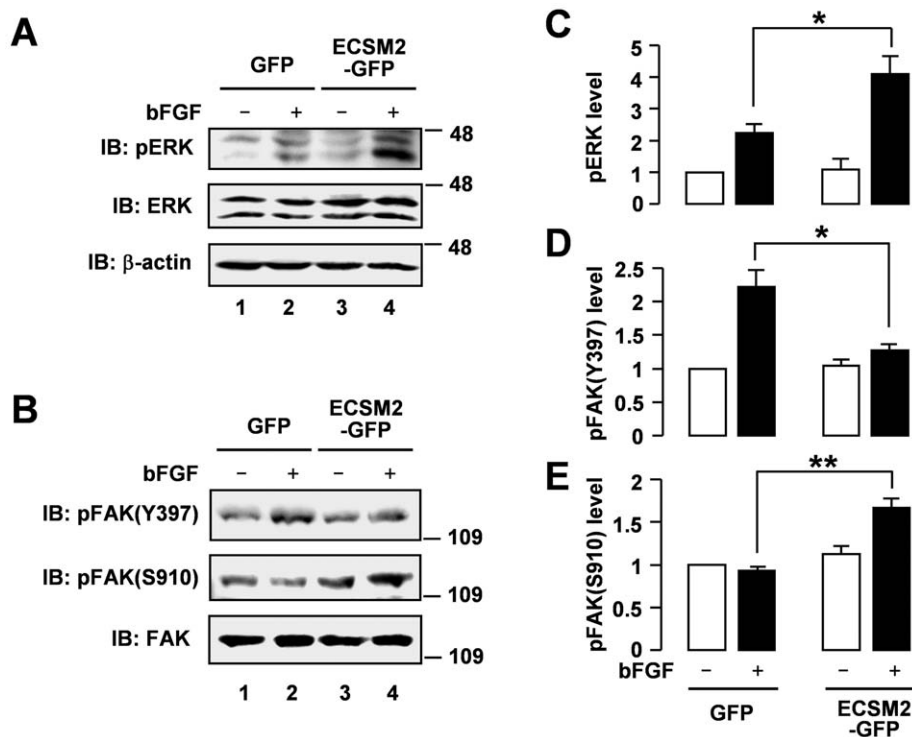 A
GFP
ECSM2
-GFP
bFGF
− + − +
IB: pERK
48
IB: ERK
48
IB: β-actin
48
1 2 3 4
B
GFP
ECSM2
-GFP
bFGF
− + − +
IB: pFAK(Y397)
109
IB: pFAK(S910)
109
IB: FAK
109
1 2 3 4
C
*
pERK level
5
4
3
2
1
0
D
*
pFAK(Y397) level
2.5
2
1.5
1
0.5
0
E
**
pFAK(S910) level
2
1.5
1
0.5
0
bFGF − + − +
GFP
ECSM2
-GFP